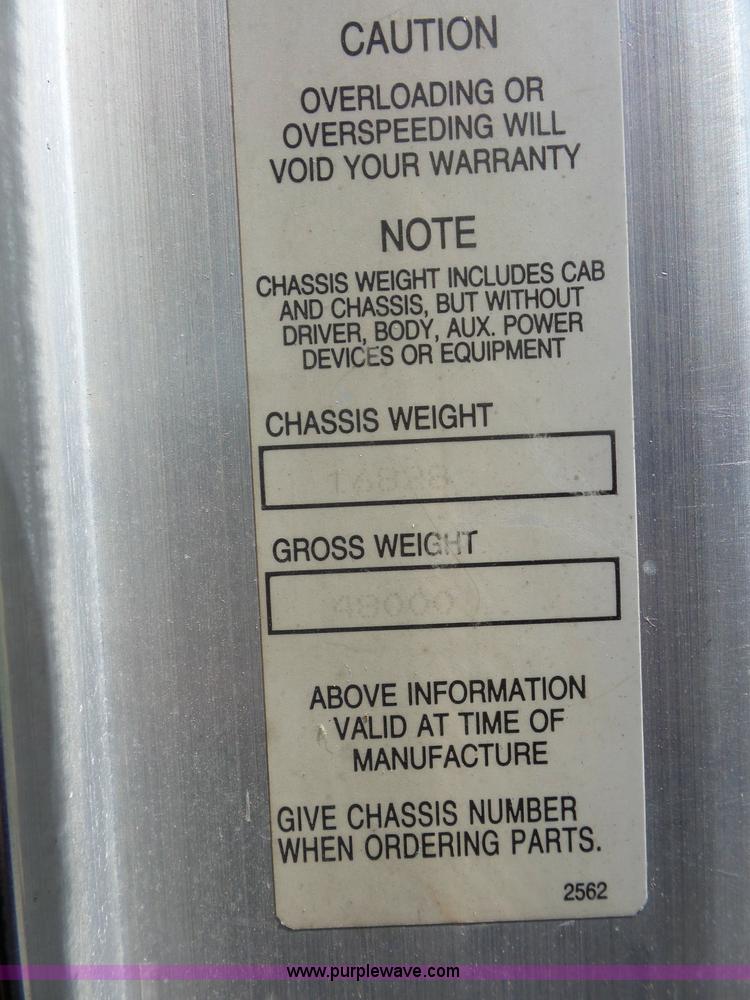 CAUTION
OVERLOADING OR
OVERSPEEDING WILL
VOID YOUR WARRANTY
NOTE
CHASSIS WEIGHT INCLUDES CAB
AND CHASSIS, BUT WITHOUT
DRIVER, BODY, AUX. POWER
DEVICES OR EQUIPMENT
CHASSIS WEIGHT
GROSS WEIGHT
ABOVE INFORMATION
VALID AT TIME OF
MANUFACTURE
GIVE CHASSIS NUMBER
WHEN ORDERING PARTS.
2562
www.purplewave.com